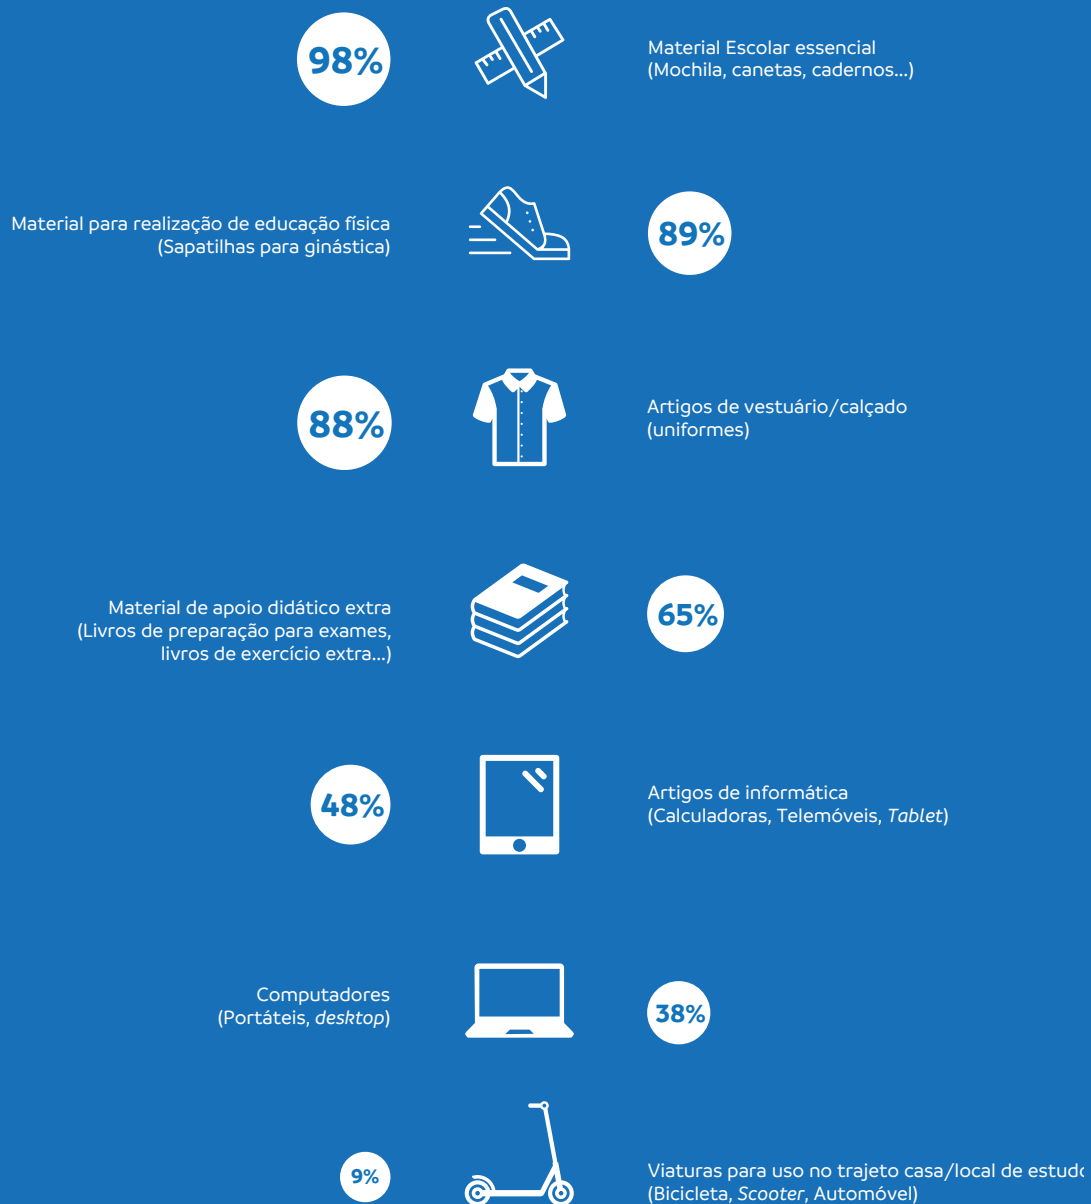 98%
Material Escolar essencial
(Mochila, canetas, cadernos...)
Material para realização de educação física
(Sapatilhas para ginástica)
89%
88%
Artigos de vestuário/calçado
(uniformes)
Material de apoio didático extra
(Livros de preparação para exames,
livros de exercício extra...)
65%
48%
Artigos de informática
(Calculadoras, Telemóveis, Tablet)
Computadores
(Portáteis, desktop)
38%
9%
Viaturas para uso no trajeto casa/local de estudo
(Bicicleta, Scooter, Automóvel)